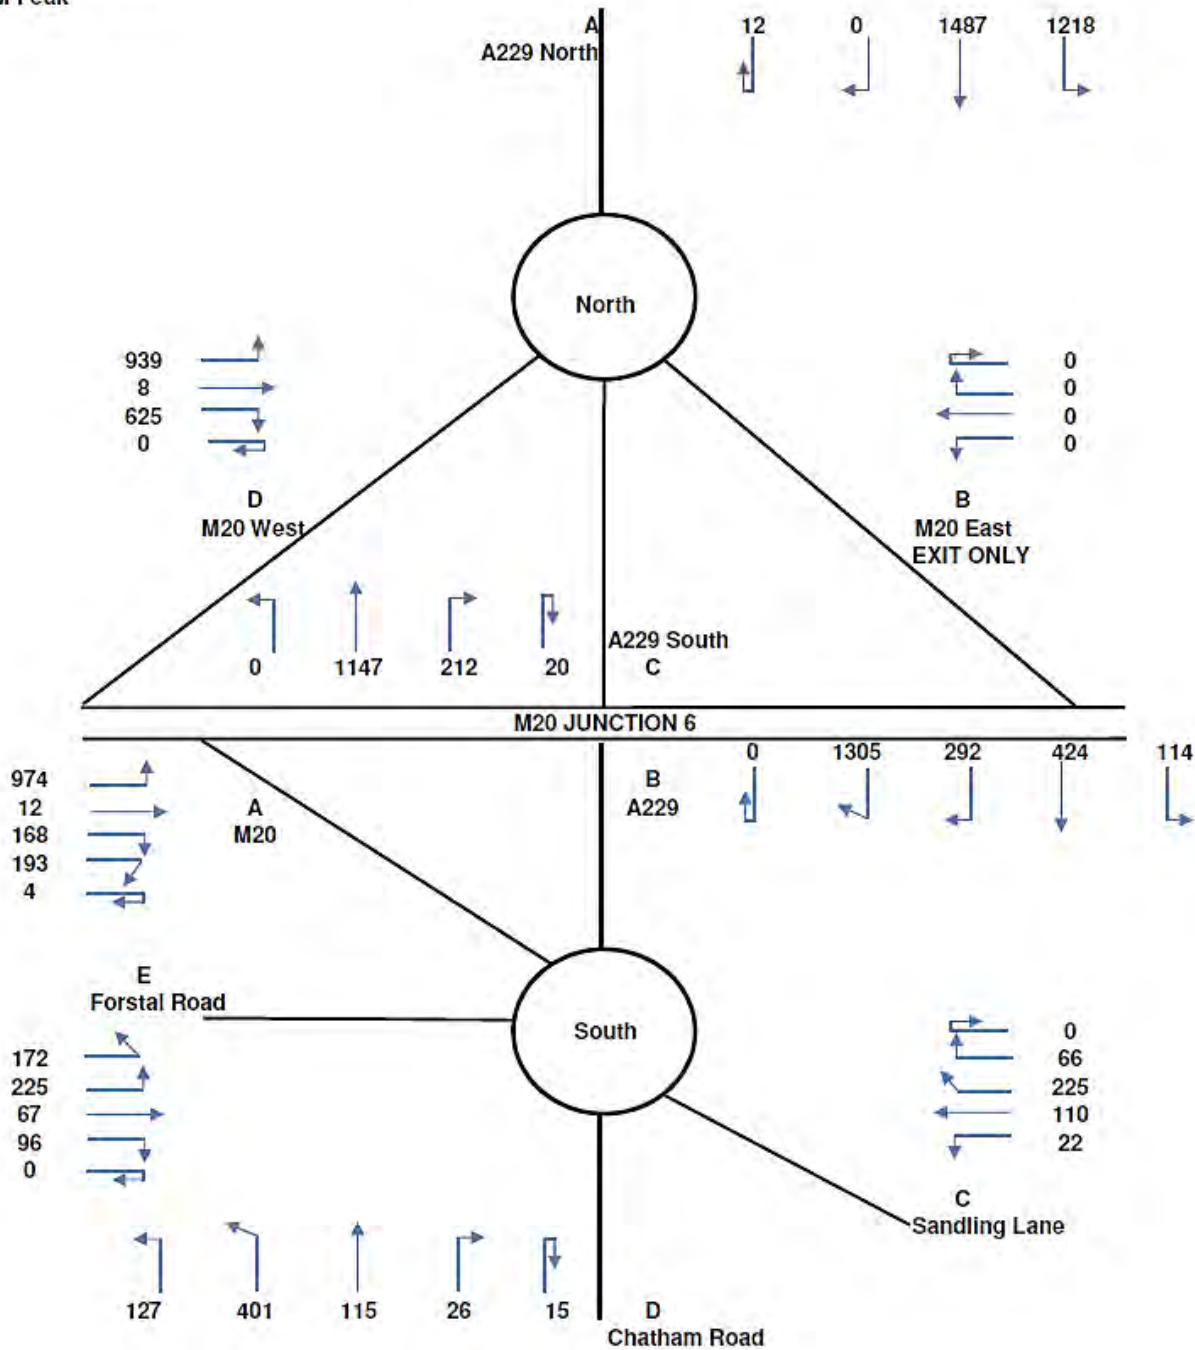 Peak
A 12 0 1487 1218
A229 North
North
939
8
625
0
0
0
0
0
D
M20 West
B
M20 East
EXIT ONLY
A229 South
0 1147 212 20 C
M20 JUNCTION 6
0 1305 292 424 114
974
12
168
193
4
A
M20
B
A229
E
Forstal Road
South
172
225
67
96
0
0
66
225
110
22
C
Sandling Lane
127 401 115 26 15 D
Chatham Road